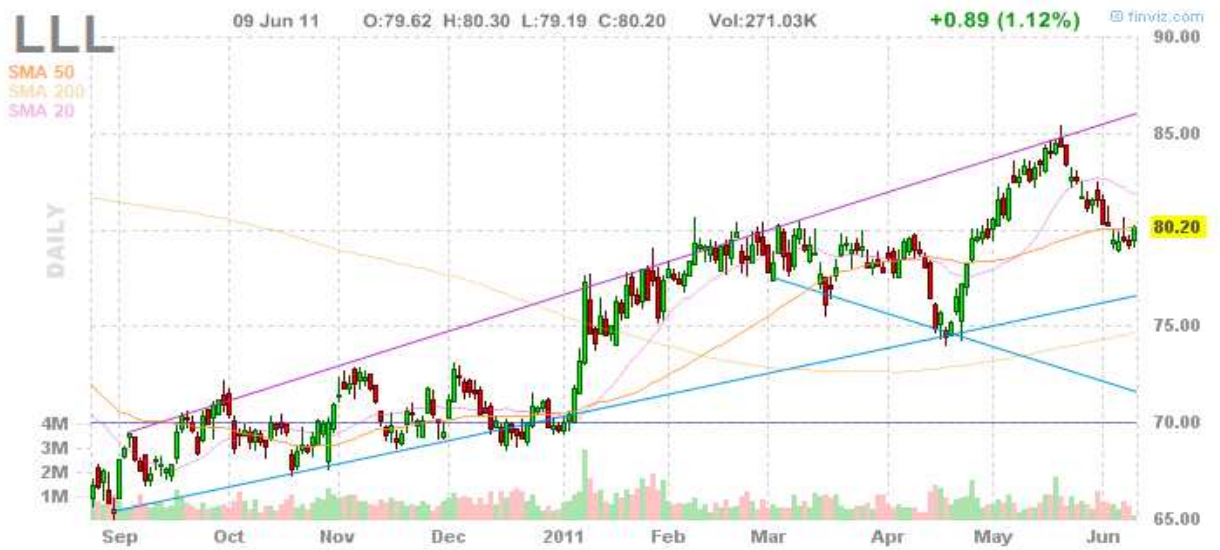 LLL
09 Jun 11 O:79.62 H:80.30 L:79.19 C:80.20 Vol:271.03K +0.89 (1.12%) © finviz.com
SMA 50
SMA 200
SMA 20
DAILY
90.00
85.00
80.20
75.00
70.00
65.00
4M
3M
2M
1M
Sep Oct Nov Dec 2011 Feb Mar Apr May Jun